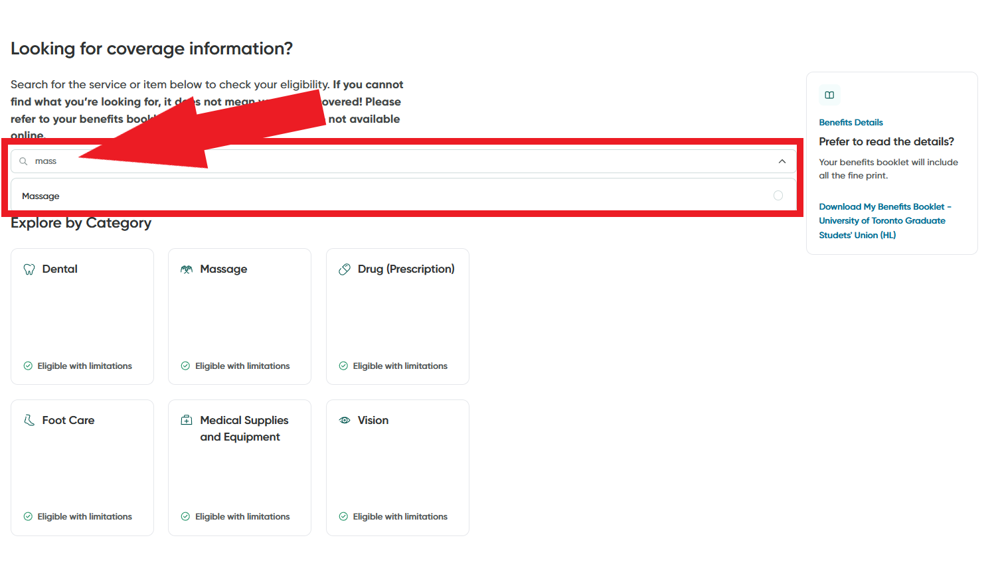 Looking for coverage information?
Search for the service or item below to check your eligibility. If you cannot
find what you're looking for, it does not mean overed! Please
refer to your benefits not available
online.
mass
Massage
Explore by Category
Dental
Eligible with limitations
Massage
Eligible with limitations
Drug (Prescription)
Eligible with limitations
Foot Care
Eligible with limitations
Medical Supplies
and Equipment
Eligible with limitations
Vision
Eligible with limitations
Benefits Details
Prefer to read the details?
Your benefits booklet will include
all the fine print.
Download My Benefits Booklet -
University of Toronto Graduate
Studets' Union (HL)